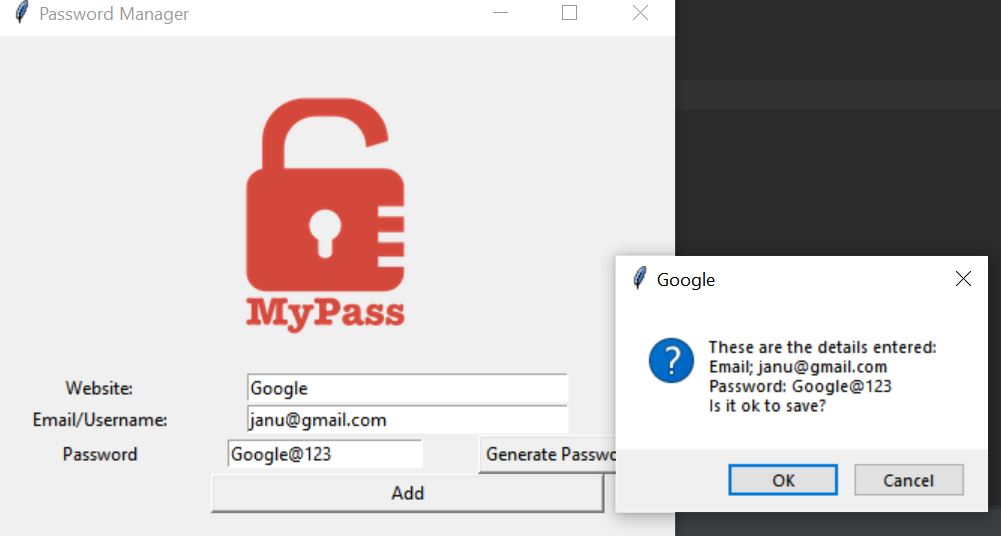 Password Manager
MyPass
Website:
Google
Email/Username:
janu@gmail.com
Password
Google@123
Generate Passwo
Add
Google
These are the details entered:
Email; janu@gmail.com
Password: Google@123
Is it ok to save?
OK
Cancel